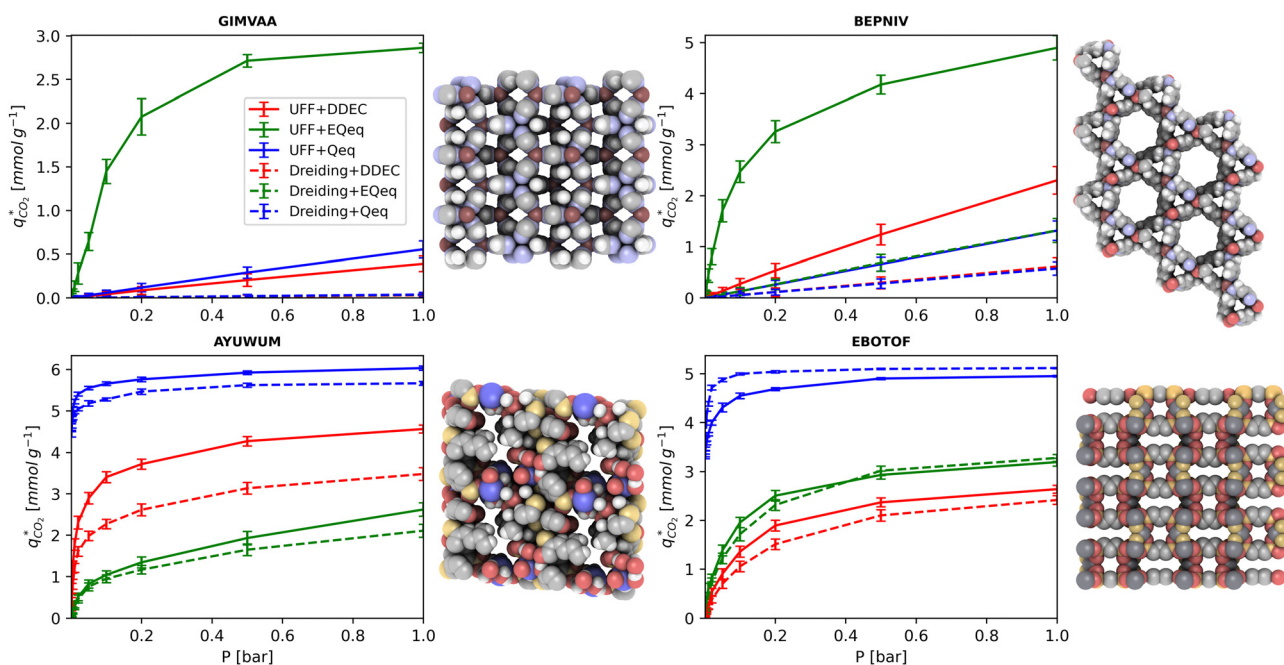 GIMVAA
3.0
2.5
2.0
1.5
1.0
0.5
0.0
q*CO2 [mmol g−1]
0.2 0.4 0.6 0.8 1.0
UFF+DDEC
UFF+EQeq
UFF+Qeq
Dreiding+DDEC
Dreiding+EQeq
Dreiding+Qeq
BEPNIV
5
4
3
2
1
0
q*CO2 [mmol g−1]
0.2 0.4 0.6 0.8 1.0
AYUWUM
6
5
4
3
2
1
0
q*CO2 [mmol g−1]
0.2 0.4 0.6 0.8 1.0
P [bar]
EBOTOF
5
4
3
2
1
0
q*CO2 [mmol g−1]
0.2 0.4 0.6 0.8 1.0
P [bar]